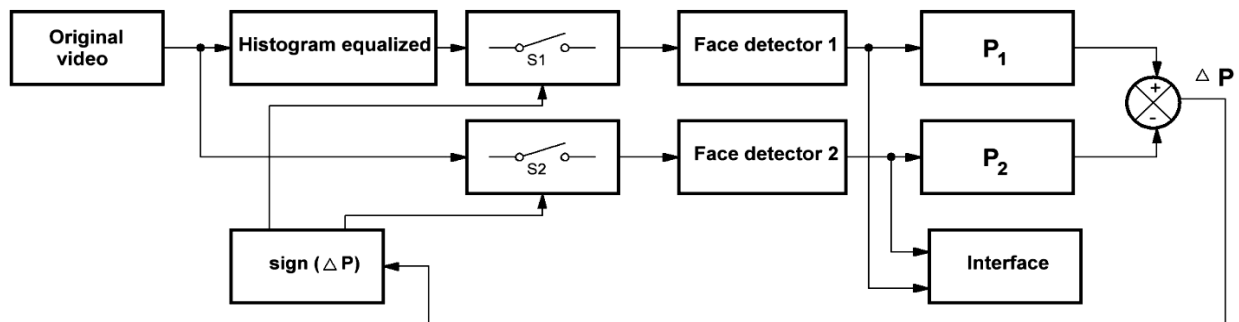 Original
video
Histogram equalized
S1
Face detector 1
P1
+
-
△ P
S2
Face detector 2
P2
sign (△ P)
Interface